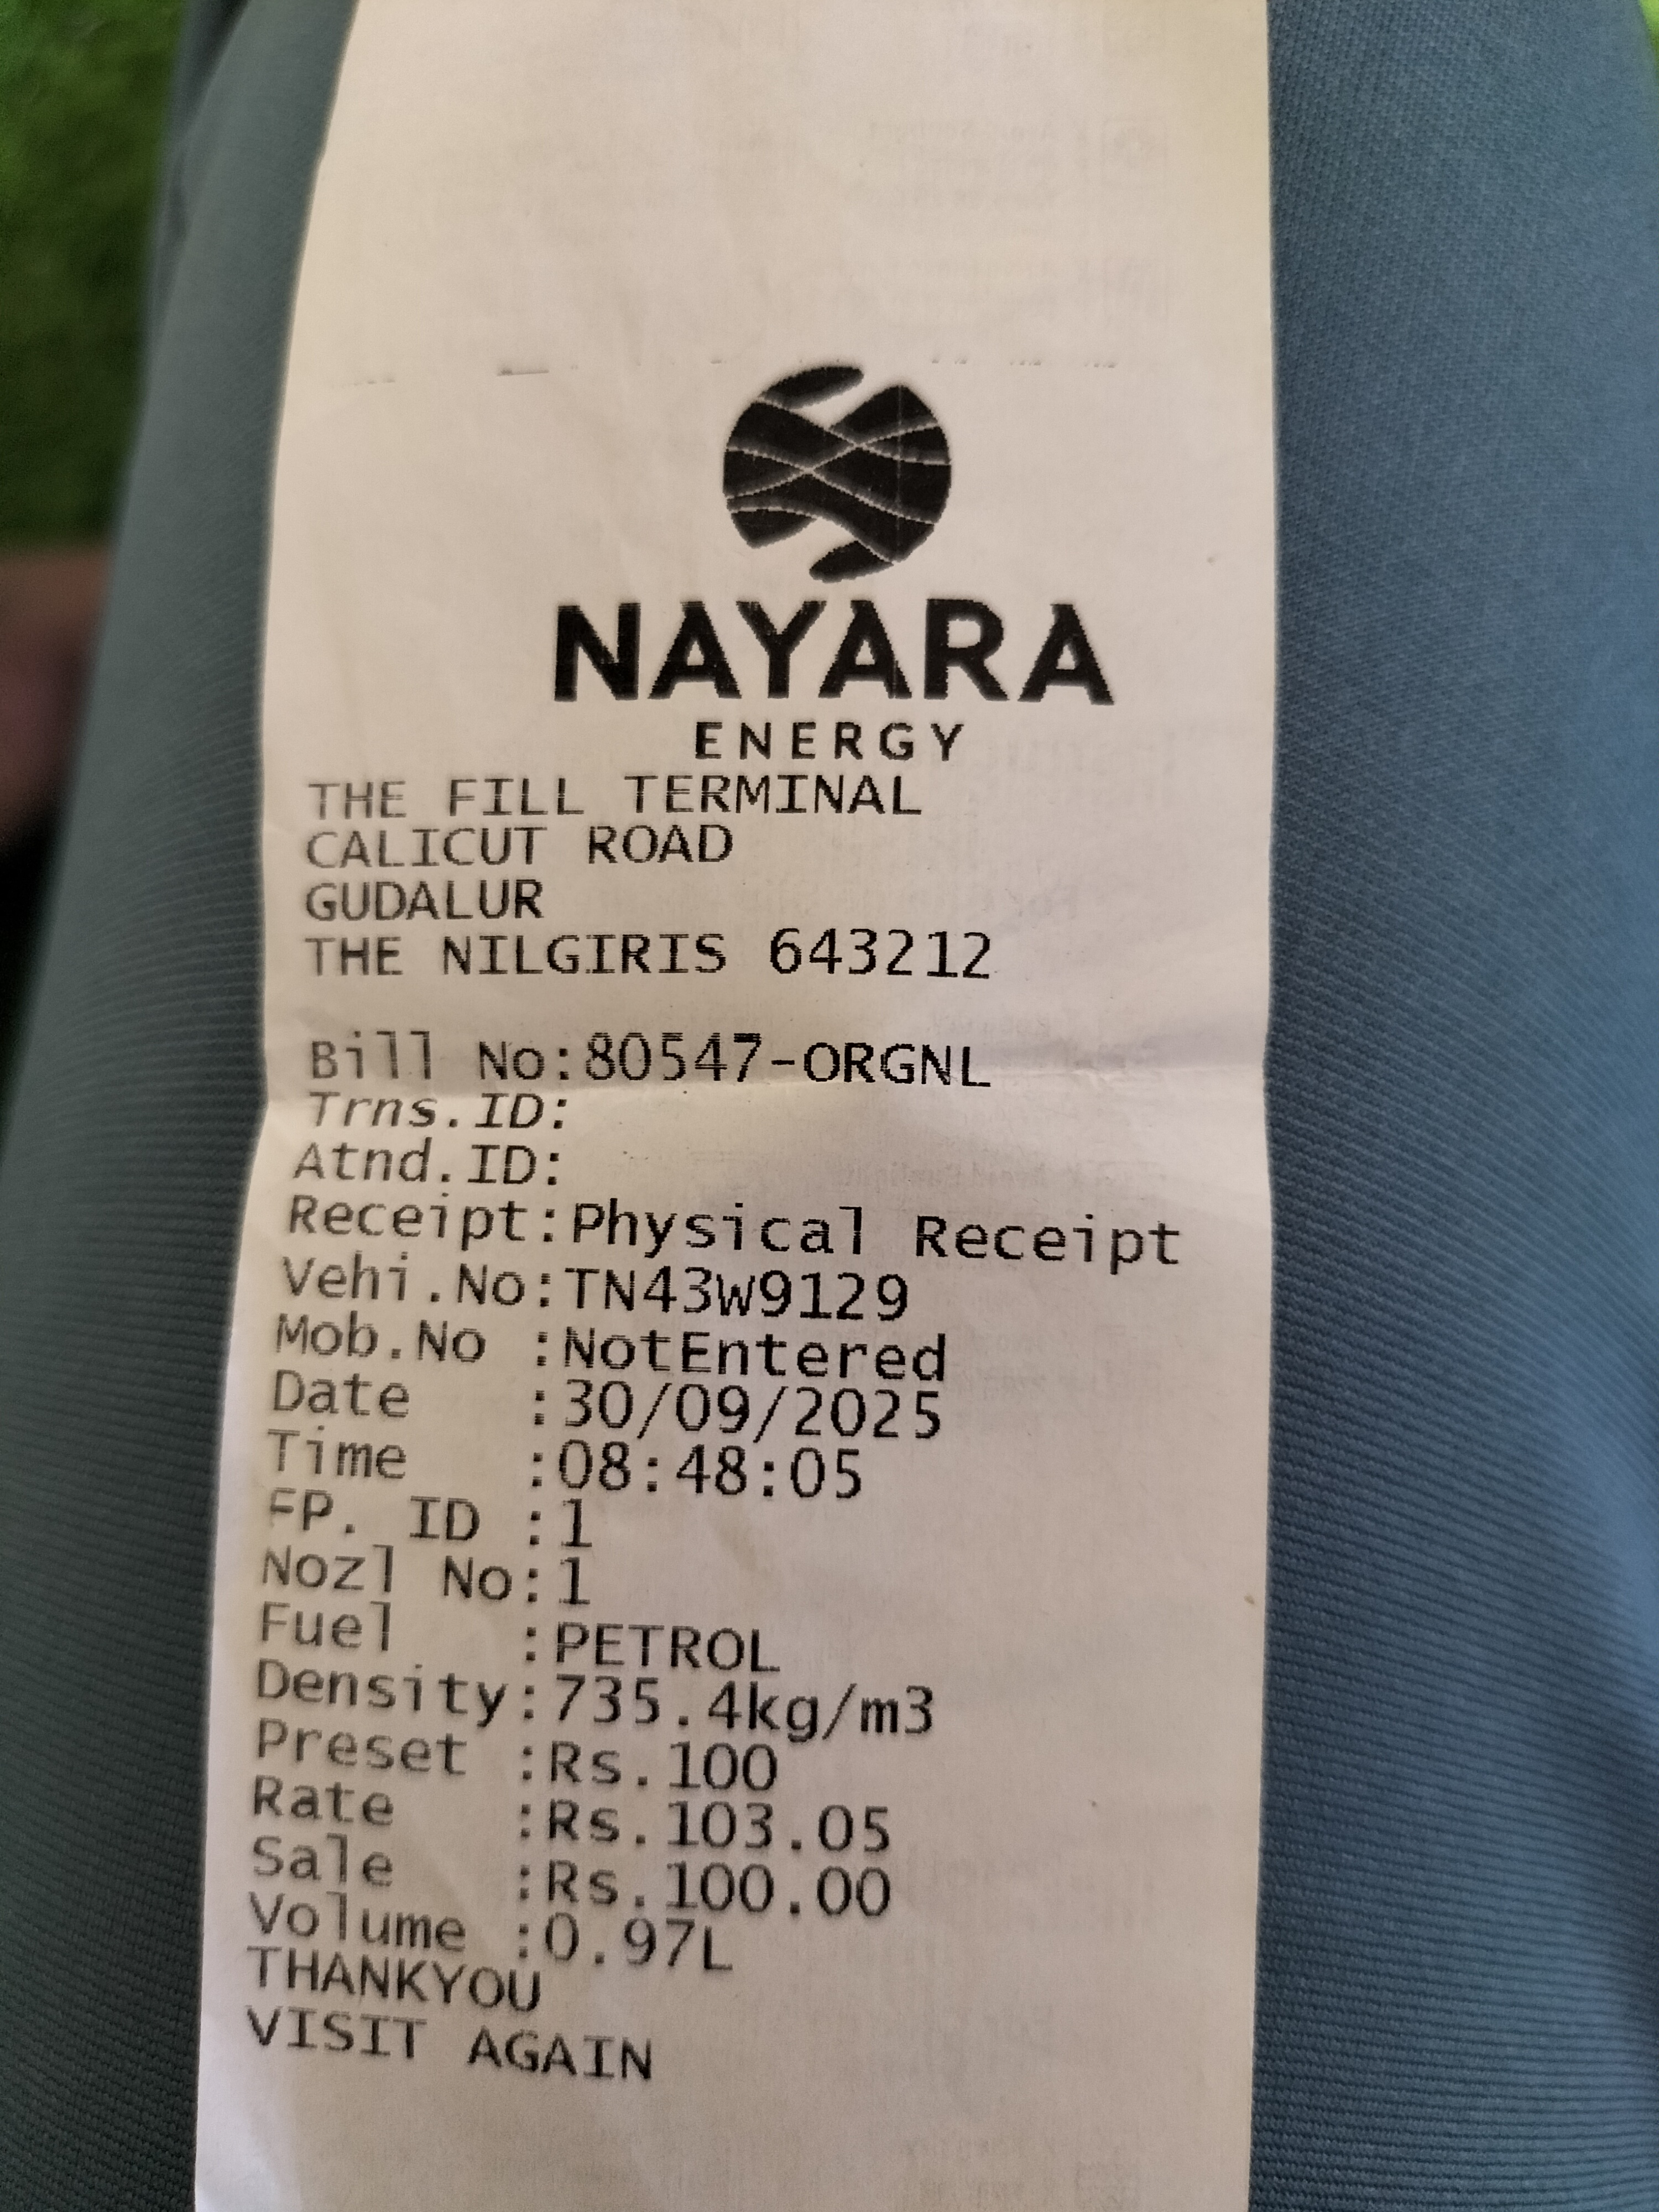 NAYARA
ENERGY
THE FILL TERMINAL
CALICUT ROAD
GUDALUR
THE NILGIRIS 643212
Bill No:80547-ORGNL
Trns.ID:
Atnd.ID:
Receipt:Physical Receipt
Vehi.No:TN43W9129
Mob.No :NotEntered
Date :30/09/2025
Time :08:48:05
FP. ID :1
Nozl No:1
Fuel :PETROL
Density:735.4kg/m3
Preset :Rs.100
Rate :Rs.103.05
Sale :Rs.100.00
Volume :0.97L
THANKYOU
VISIT AGAIN